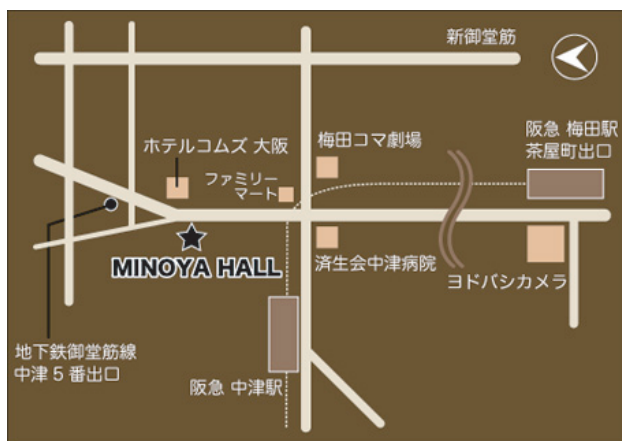 新御堂筋
阪急 梅田駅
茶屋町出口
梅田コマ劇場
ホテルコムズ 大阪
ファミリー
マート
MINOYA HALL
済生会中津病院
ヨドバシカメラ
地下鉄御堂筋線
中津5番出口
阪急 中津駅